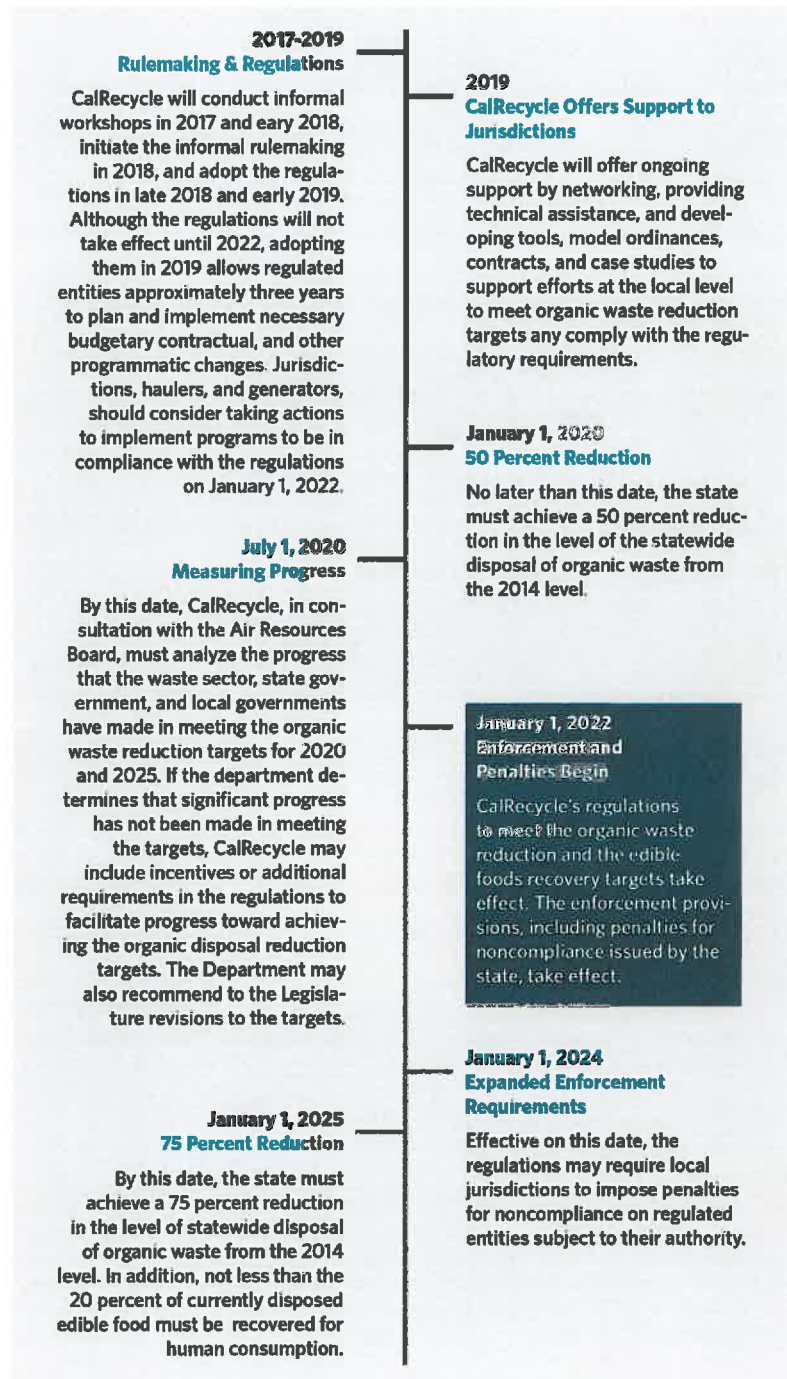 2017-2019
Rulemaking & Regulations
CalRecycle will conduct informal
workshops in 2017 and eary 2018,
initiate the informal rulemaking
in 2018, and adopt the regula-
tions in late 2018 and early 2019.
Although the regulations will not
take effect until 2022, adopting
them in 2019 allows regulated
entities approximately three years
to plan and implement necessary
budgetary contractual, and other
programmatic changes. Jurisdic-
tions, haulers, and generators,
should consider taking actions
to implement programs to be in
compliance with the regulations
on January 1, 2022.
2019
CalRecycle Offers Support to
Jurisdictions
CalRecycle will offer ongoing
support by networking, providing
technical assistance, and devel-
oping tools, model ordinances,
contracts, and case studies to
support efforts at the local level
to meet organic waste reduction
targets any comply with the regu-
latory requirements.
January 1, 2020
50 Percent Reduction
No later than this date, the state
must achieve a 50 percent reduc-
tion in the level of the statewide
disposal of organic waste from
the 2014 level.
July 1, 2020
Measuring Progress
By this date, CalRecycle, in con-
sultation with the Air Resources
Board, must analyze the progress
that the waste sector, state gov-
ernment, and local governments
have made in meeting the organic
waste reduction targets for 2020
and 2025. If the department de-
termines that significant progress
has not been made in meeting
the targets, CalRecycle may
include incentives or additional
requirements in the regulations to
facilitate progress toward achiev-
ing the organic disposal reduction
targets. The Department may
also recommend to the Legisla-
ture revisions to the targets.
January 1, 2022
Enforcement and
Penalties Begin
CalRecycle's regulations
to meet the organic waste
reduction and the edible
foods recovery targets take
effect. The enforcement provi-
sions, including penalties for
noncompliance issued by the
state, take effect.
January 1, 2024
Expanded Enforcement
Requirements
Effective on this date, the
regulations may require local
jurisdictions to impose penalties
for noncompliance on regulated
entities subject to their authority.
January 1, 2025
75 Percent Reduction
By this date, the state must
achieve a 75 percent reduction
in the level of statewide disposal
of organic waste from the 2014
level. In addition, not less than the
20 percent of currently disposed
edible food must be recovered for
human consumption.